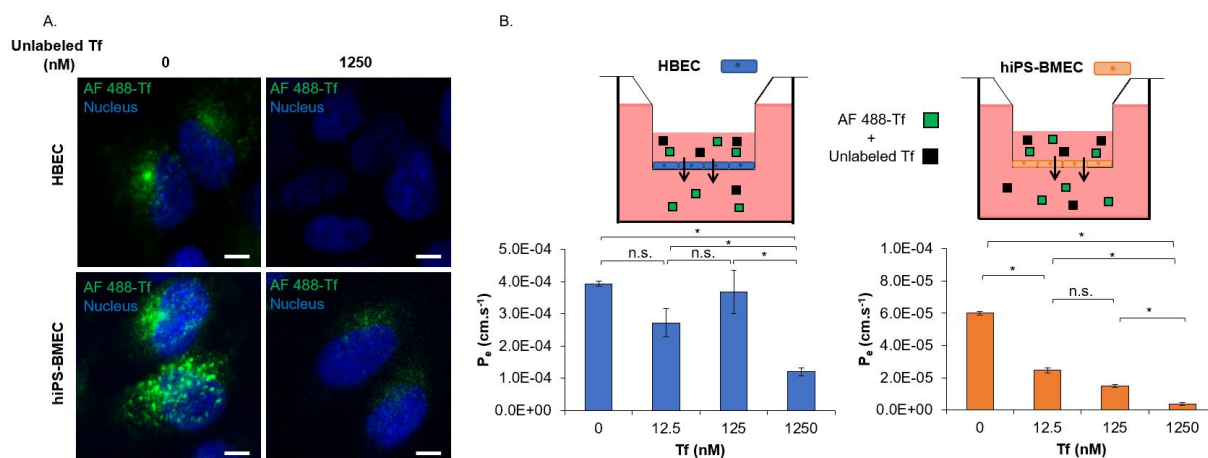 A.
Unlabeled Tf
(nM)
0
1250
AF 488-Tf
Nucleus
HBEC
AF 488-Tf
Nucleus
AF 488-Tf
Nucleus
hiPS-BMEC
AF 488-Tf
Nucleus
B.
HBEC
AF 488-Tf
+
Unlabeled Tf
hiPS-BMEC
*
*
n.s.
n.s.
*
5.0E-04
4.0E-04
3.0E-04
2.0E-04
1.0E-04
0.0E+00
Pe (cm.s-1)
0 12.5 125 1250
Tf (nM)
*
*
*
n.s.
*
1.0E-04
8.0E-05
6.0E-05
4.0E-05
2.0E-05
0.0E+00
Pe (cm.s-1)
0 12.5 125 1250
Tf (nM)